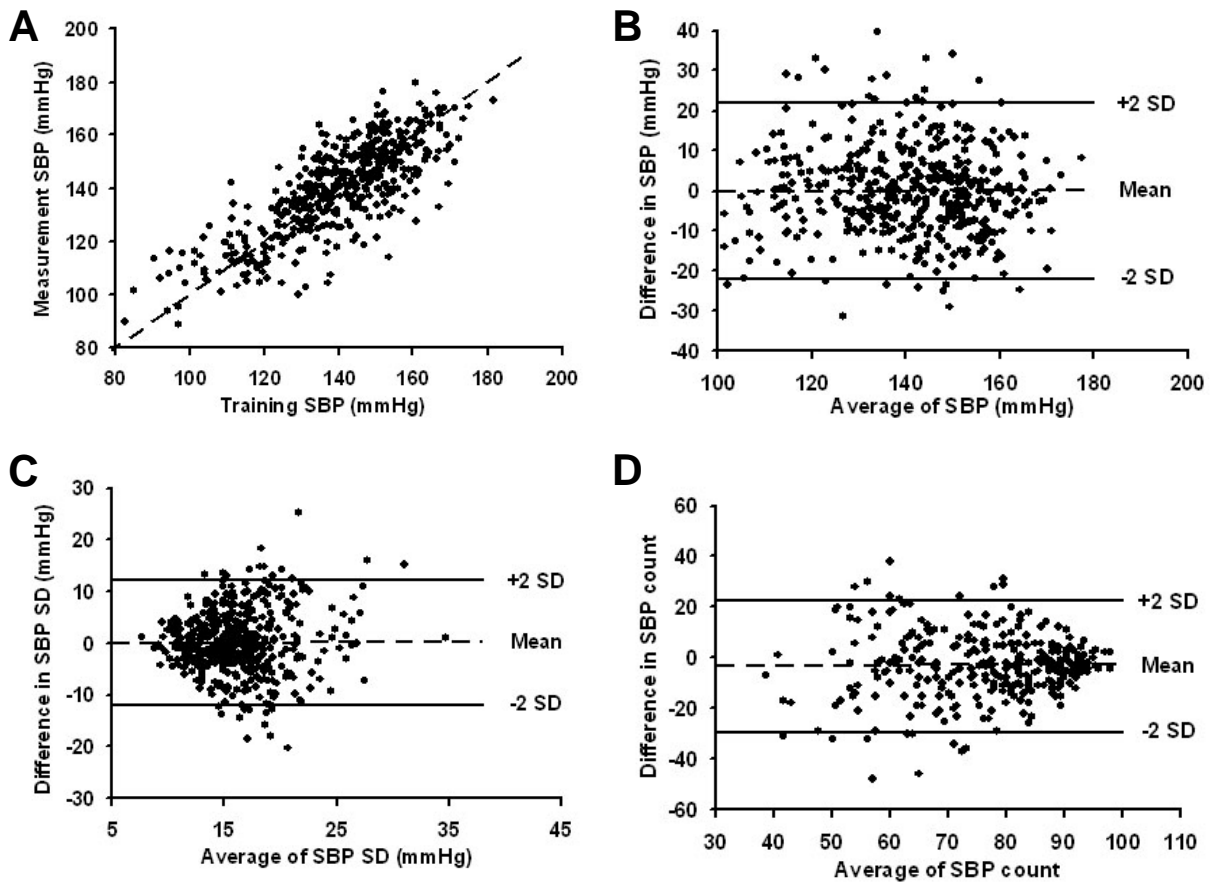 A
200
180
160
140
120
100
80
Measurement SBP (mmHg)
80 100 120 140 160 180 200
Training SBP (mmHg)
B
40
30
20
10
0
-10
-20
-30
-40
Difference in SBP (mmHg)
+2 SD
Mean
-2 SD
100 120 140 160 180 200
Average of SBP (mmHg)
C
30
20
10
0
-10
-20
-30
Difference in SBP SD (mmHg)
+2 SD
Mean
-2 SD
5 15 25 35 45
Average of SBP SD (mmHg)
D
60
40
20
0
-20
-40
-60
Difference in SBP count
+2 SD
Mean
-2 SD
30 40 50 60 70 80 90 100 110
Average of SBP count